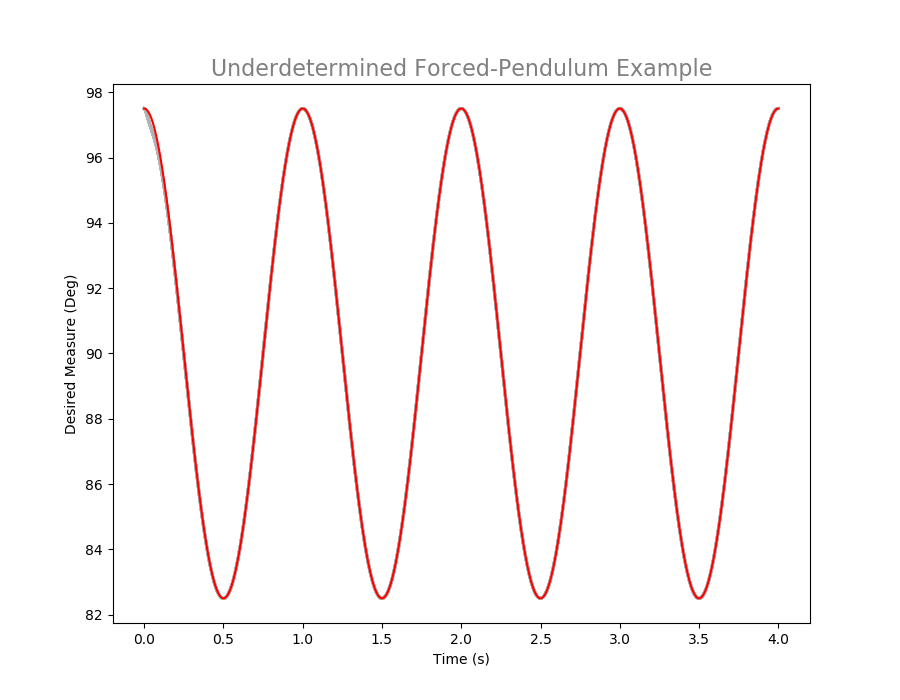 Underdetermined Forced-Pendulum Example
98
96
94
92
90
88
86
84
82
Desired Measure (Deg)
0.0 0.5 1.0 1.5 2.0 2.5 3.0 3.5 4.0
Time (s)